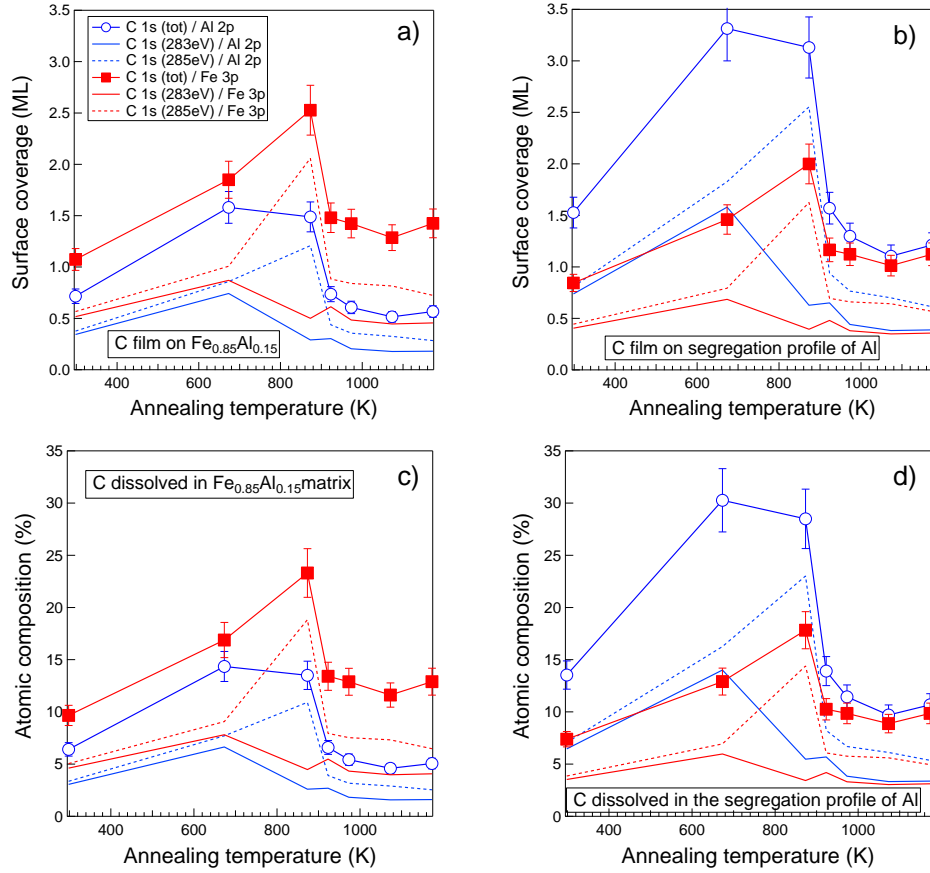 C 1s (tot) / Al 2p
C 1s (283eV) / Al 2p
C 1s (285eV) / Al 2p
C 1s (tot) / Fe 3p
C 1s (283eV) / Fe 3p
C 1s (285eV) / Fe 3p
a)
3.5
3.0
2.5
2.0
1.5
1.0
0.5
0.0
Surface coverage (ML)
C film on Fe0.85Al0.15
400 600 800 1000
Annealing temperature (K)
b)
3.5
3.0
2.5
2.0
1.5
1.0
0.5
0.0
Surface coverage (ML)
C film on segregation profile of Al
400 600 800 1000
Annealing temperature (K)
C dissolved in Fe0.85Al0.15matrix
c)
35
30
25
20
15
10
5
0
Atomic composition (%)
400 600 800 1000
Annealing temperature (K)
d)
35
30
25
20
15
10
5
0
Atomic composition (%)
C dissolved in the segregation profile of Al
400 600 800 1000
Annealing temperature (K)